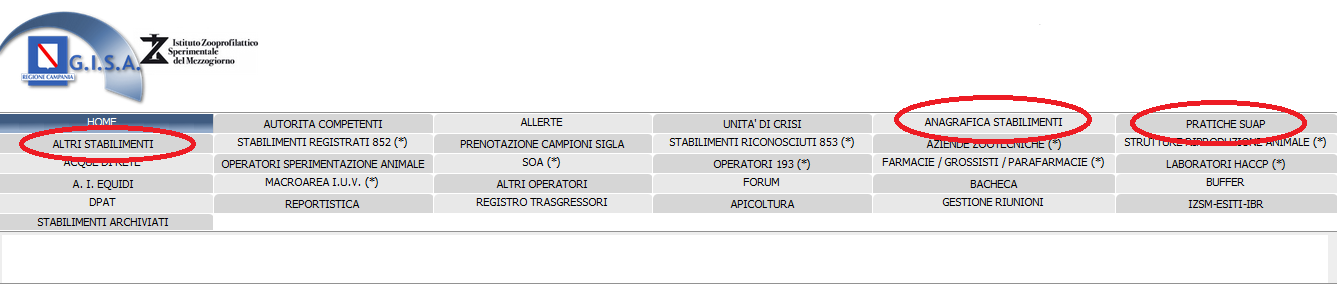 G.I.S.A.
REGIONE CAMPANIA
Istituto Zooprofilattico
Sperimentale
del Mezzogiorno
HOME AUTORITA COMPETENTI ALLERTE UNITA' DI CRISI ANAGRAFICA STABILIMENTI PRATICHE SUAP
ALTRI STABILIMENTI STABILIMENTI REGISTRATI 852 (*) PRENOTAZIONE CAMPIONI SIGLA STABILIMENTI RICONOSCIUTI 853 (*) AZIENDE ZOOTECNICHE (*) STRUTTURE RIPRODUZIONE ANIMALE (*)
ACQUE DI RETE OPERATORI SPERIMENTAZIONE ANIMALE SOA (*) OPERATORI 193 (*) FARMACIE / GROSSISTI / PARAFARMACIE (*) LABORATORI HACCP (*)
A. I. EQUIDI MACROAREA I.U.V. (*) ALTRI OPERATORI FORUM BACHECA BUFFER
DPAT REPORTISTICA REGISTRO TRASGRESSORI APICOLTURA GESTIONE RIUNIONI IZSM-ESITI-IBR
STABILIMENTI ARCHIVIATI